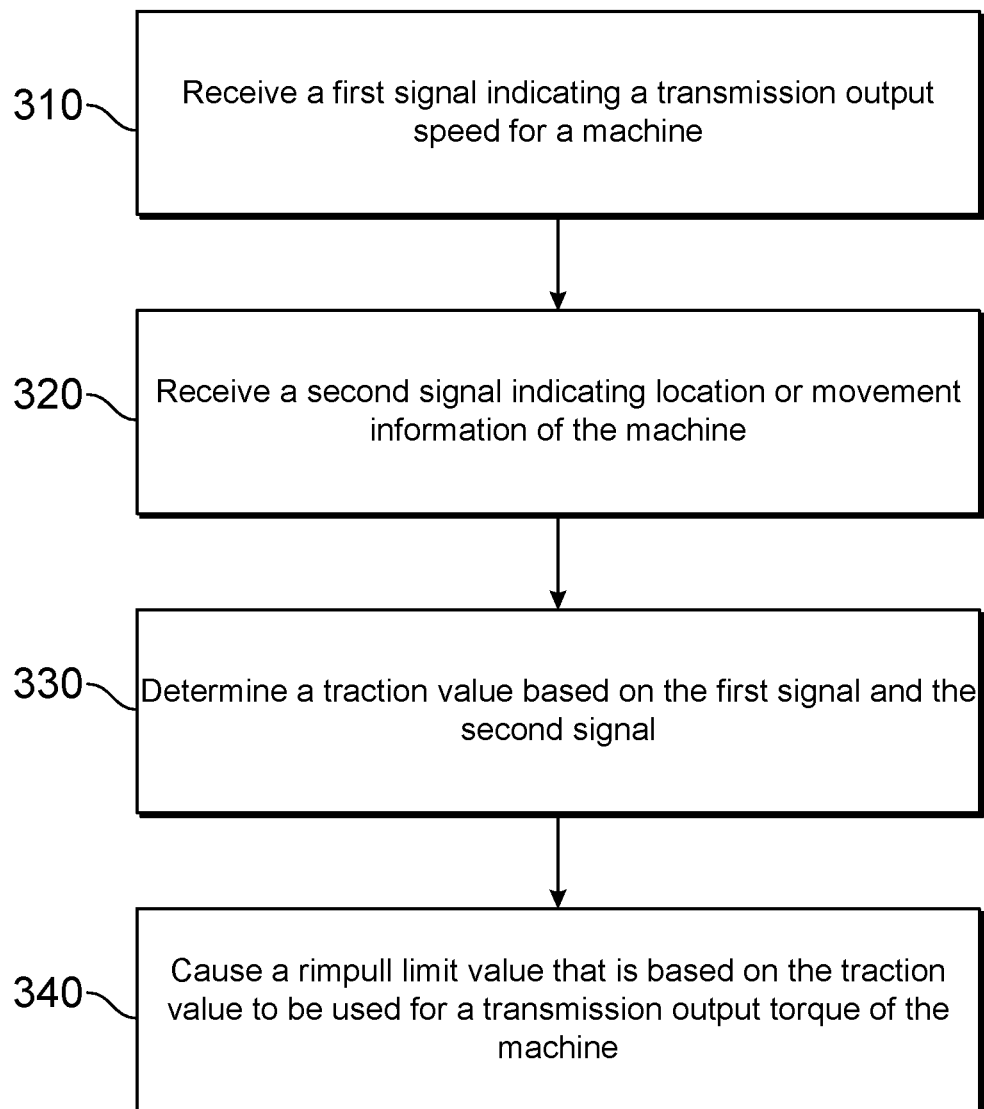 310
Receive a first signal indicating a transmission output
speed for a machine
320
Receive a second signal indicating location or movement
information of the machine
330
Determine a traction value based on the first signal and the
second signal
340
Cause a rimpull limit value that is based on the traction
value to be used for a transmission output torque of the
machine